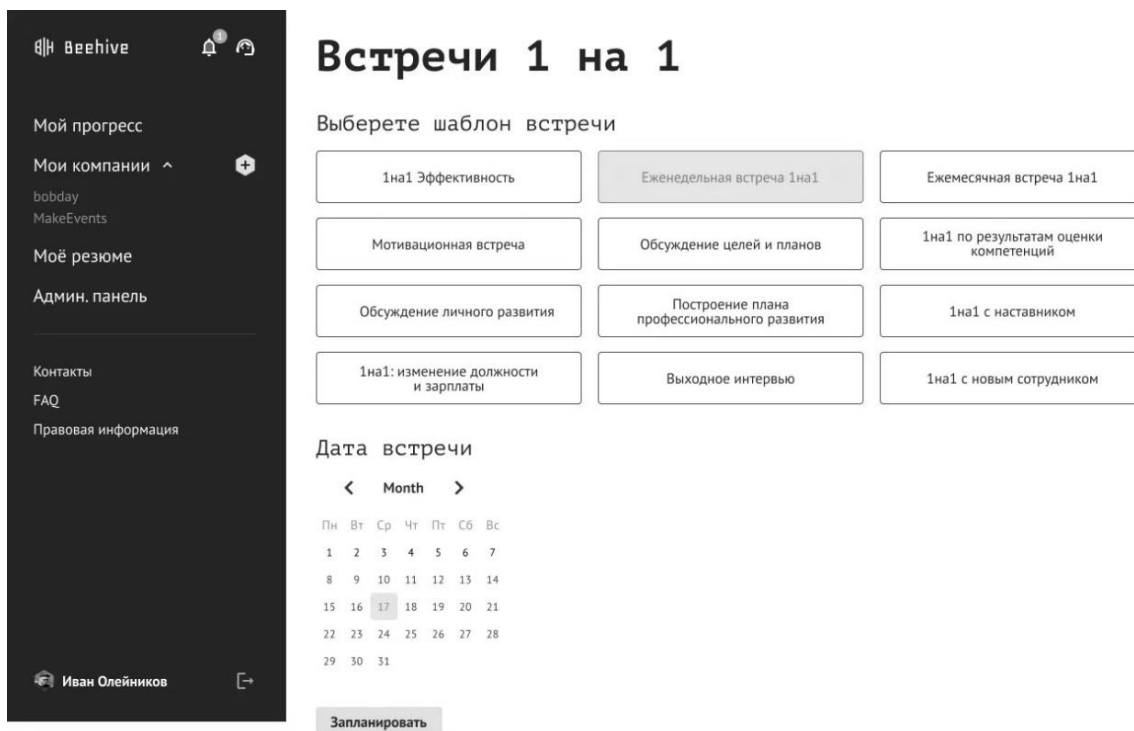 Beehive
1
Мой прогресс
Мои компании
bobday
MakeEvents
Моё резюме
Админ. панель
Контакты
FAQ
Правовая информация
Иван Олейников
Встречи 1 на 1
Выберете шаблон встречи
1на1 Эффективность
Еженедельная встреча 1на1
Ежемесячная встреча 1на1
Мотивационная встреча
Обсуждение целей и планов
1на1 по результатам оценки
компетенций
Обсуждение личного развития
Построение плана
профессионального развития
1на1 с наставником
1на1: изменение должности
и зарплаты
Выходное интервью
1на1 с новым сотрудником
Дата встречи
Month
Пн Вт Ср Чт Пт Сб Вс
1 2 3 4 5 6 7
8 9 10 11 12 13 14
15 16 17 18 19 20 21
22 23 24 25 26 27 28
29 30 31
Запланировать